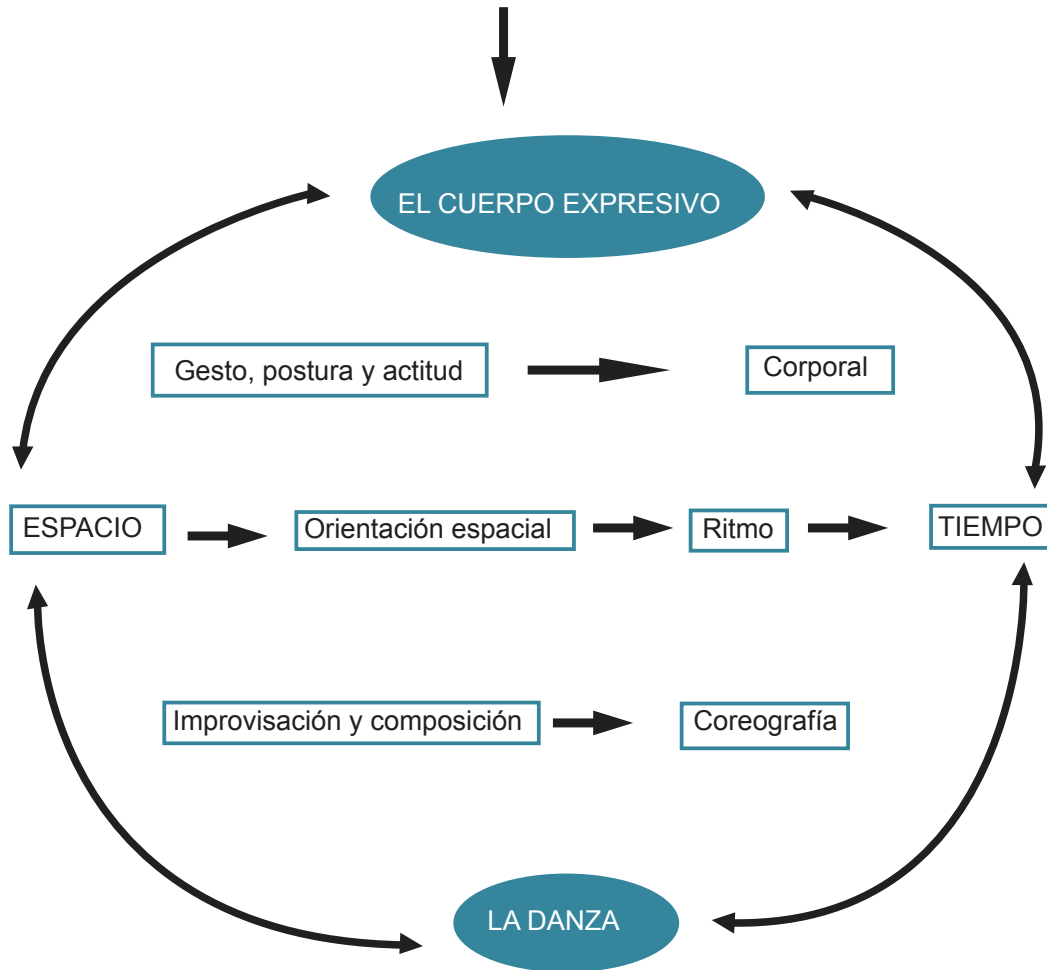 EL CUERPO EXPRESIVO
Gesto, postura y actitud
Corporal
ESPACIO
Orientación espacial
Ritmo
TIEMPO
Improvisación y composición
Coreografía
LA DANZA